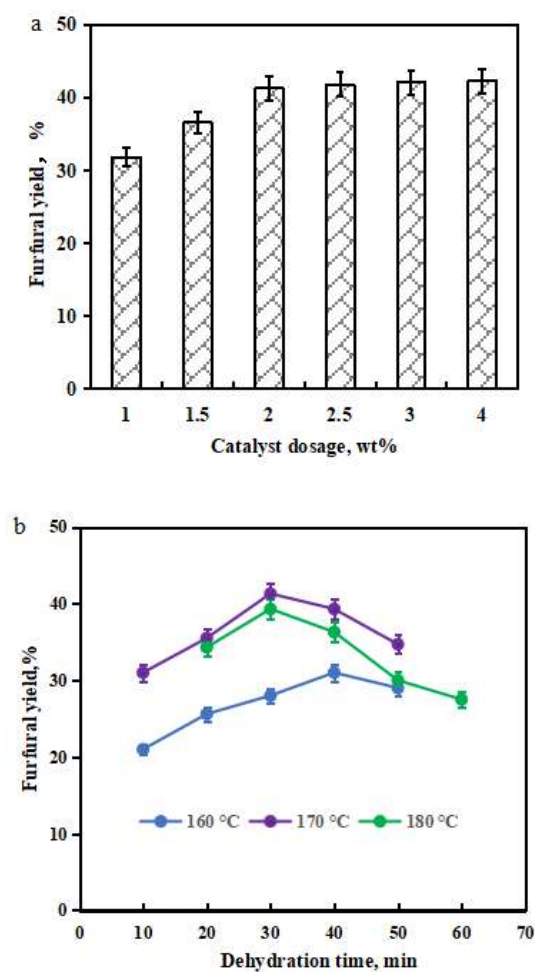 a
50
40
30
20
10
0
Furfural yield, %
1 1.5 2 2.5 3 4
Catalyst dosage, wt%
b
50
40
30
20
10
0
Furfural yield,%
160 °C 170 °C 180 °C
0 10 20 30 40 50 60 70
Dehydration time, min